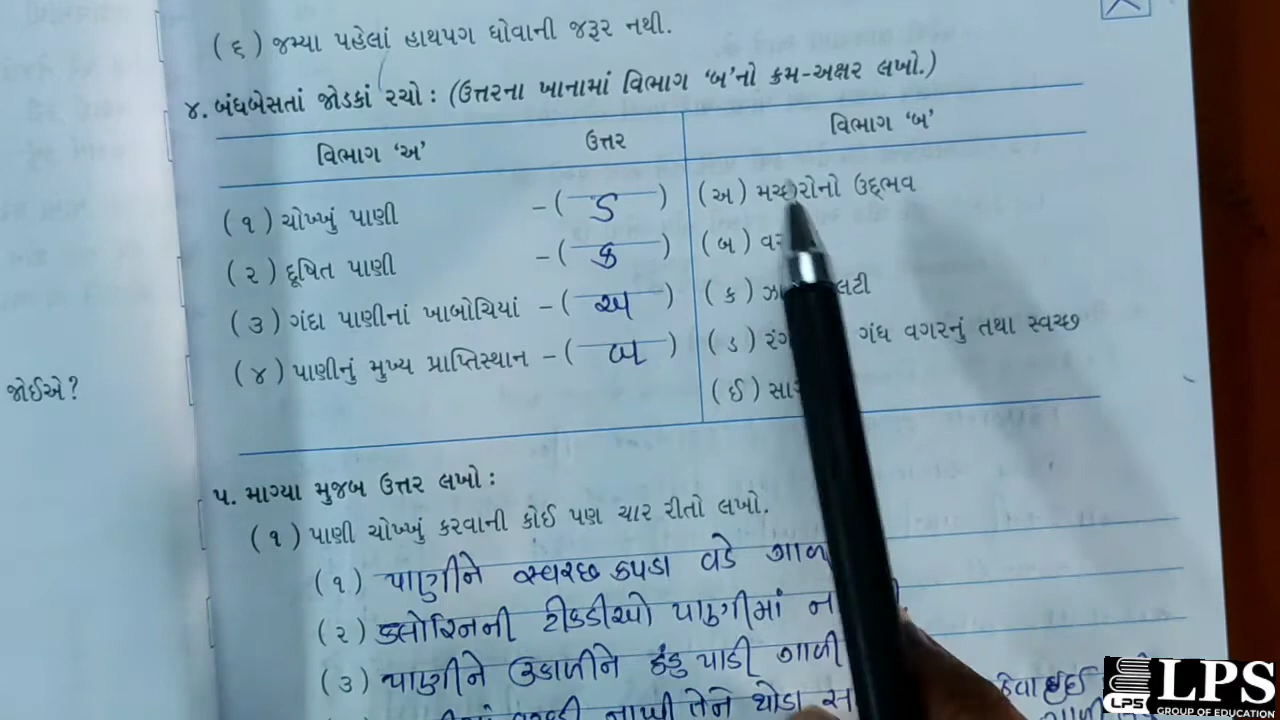 (૬) જમ્યા પહેલાં હાથપગ ધોવાની જરૂર નથી.
૪. બંધબેસતાં જોડકાં રચો : (ઉત્તરના ખાનામાં વિભાગ ‘બ’નો ક્રમ-અક્ષર લખો.)
વિભાગ ‘અ’ ઉત્તર વિભાગ ‘બ’
(૧) ચોખ્ખું પાણી –( ડ ) (અ) મચ્છરોનો ઉદ્દભવ
(૨) દૂષિત પાણી –( ક ) (બ)
(૩) ગંદા પાણીનાં ખાબોચિયાં –( અ ) (ક)
(૪) પાણીનું મુખ્ય પ્રાપ્તિસ્થાન –( બ ) (ડ) ગંધ વગરનું તથા સ્વચ્છ
(ઈ)
જોઈએ?
૫. માગ્યા મુજબ ઉત્તર લખો :
(૧) પાણી ચોખ્ખું કરવાની કોઈ પણ ચાર રીતો લખો.
(૧) પાણીને સ્વચ્છ કપડા વડે
(૨) ક્લોરિનની ટીકડીઓ પાણીમાં
(૩) પાણીને ઉકાળીને ઠંડુ પાડી ગાળી
નાખી તેને થોડા
LPS
GROUP OF EDUCATION
LPS